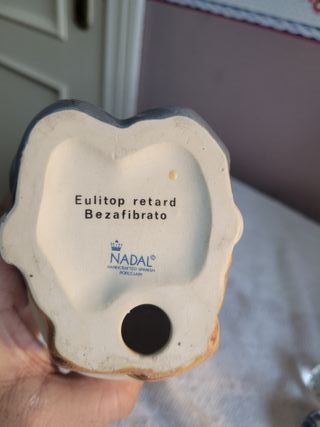 Eulitop retard
Bezafibrato
NADAL©
HANDCRAFTED SPANISH
PORCELAIN